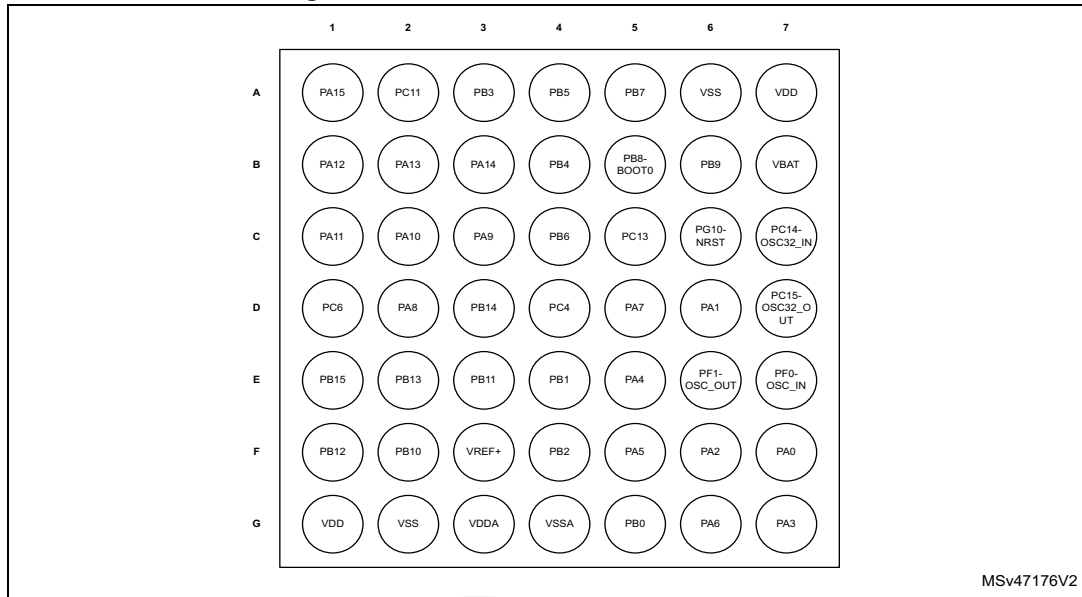 1 2 3 4 5 6 7
A PA15 PC11 PB3 PB5 PB7 VSS VDD
B PA12 PA13 PA14 PB4 PB8-
BOOT0 PB9 VBAT
C PA11 PA10 PA9 PB6 PC13 PG10-
NRST PC14-
OSC32_IN
D PC6 PA8 PB14 PC4 PA7 PA1 PC15-
OSC32_O
UT
E PB15 PB13 PB11 PB1 PA4 PF1-
OSC_OUT PF0-
OSC_IN
F PB12 PB10 VREF+ PB2 PA5 PA2 PA0
G VDD VSS VDDA VSSA PB0 PA6 PA3
MSv47176V2